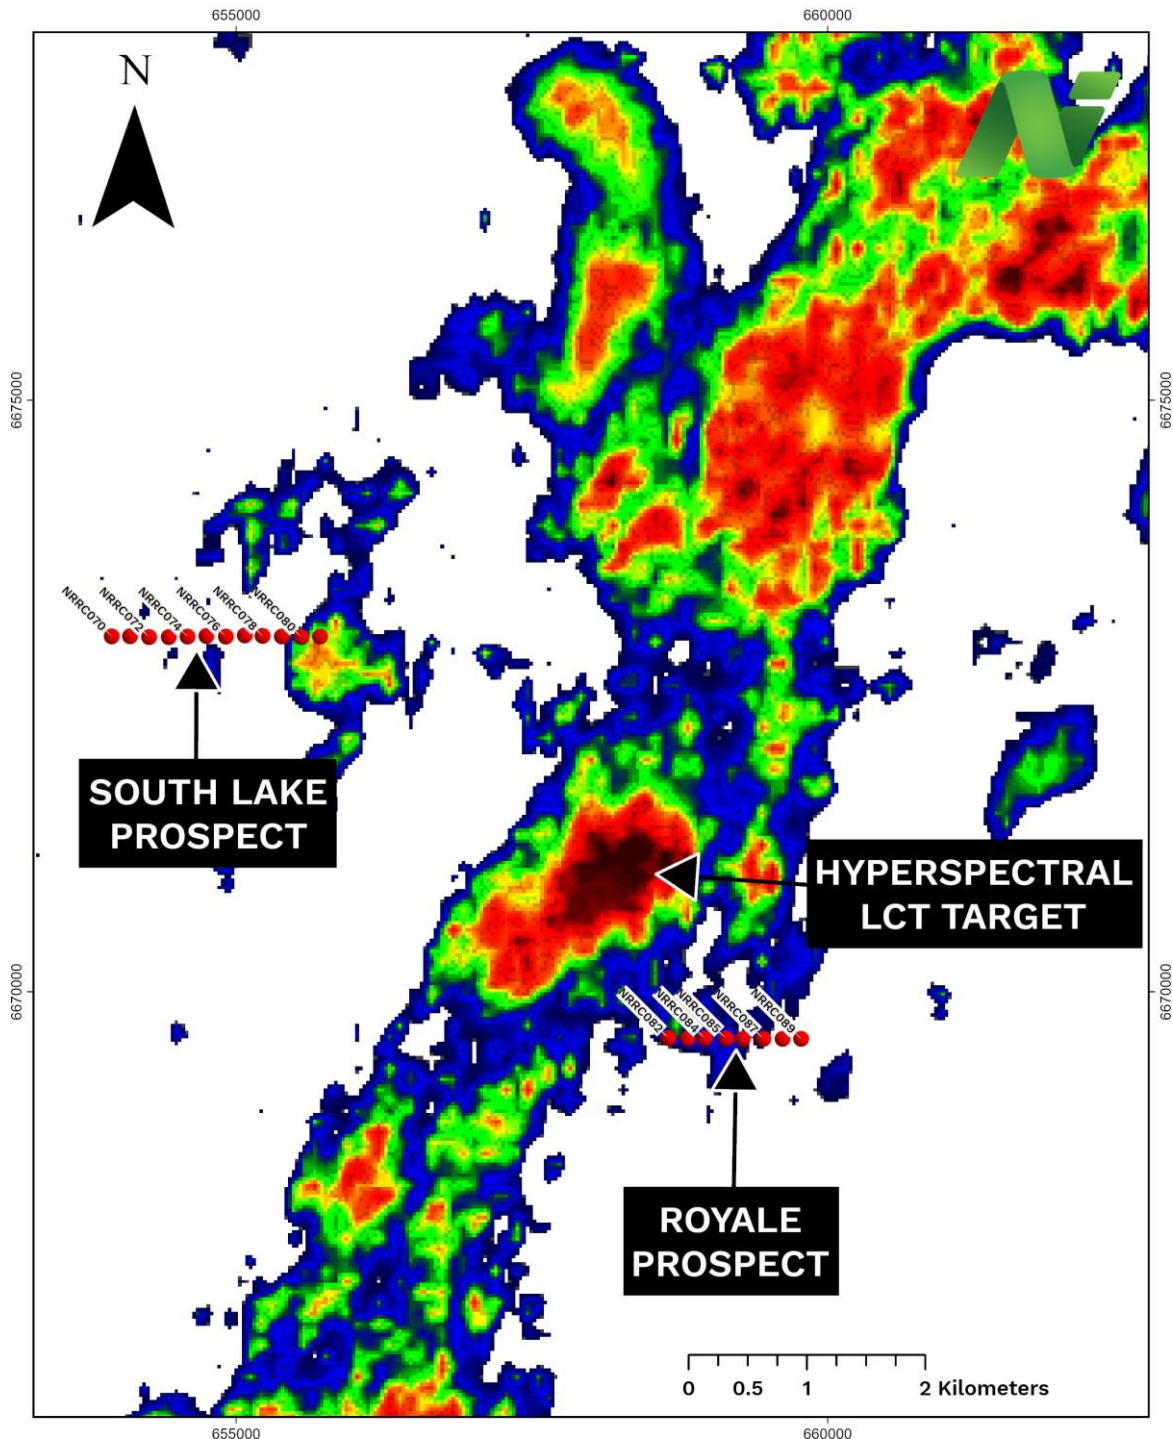 655000
660000
N
6675000
6675000
NRRC070
NRRC072
NRRC074
NRRC076
NRRC078
NRRC080
SOUTH LAKE
PROSPECT
HYPERSPECTRAL
LCT TARGET
6670000
6670000
NRRC082
NRRC084
NRRC085
NRRC087
NRRC089
ROYALE
PROSPECT
0 0.5 1 2 Kilometers
655000
660000